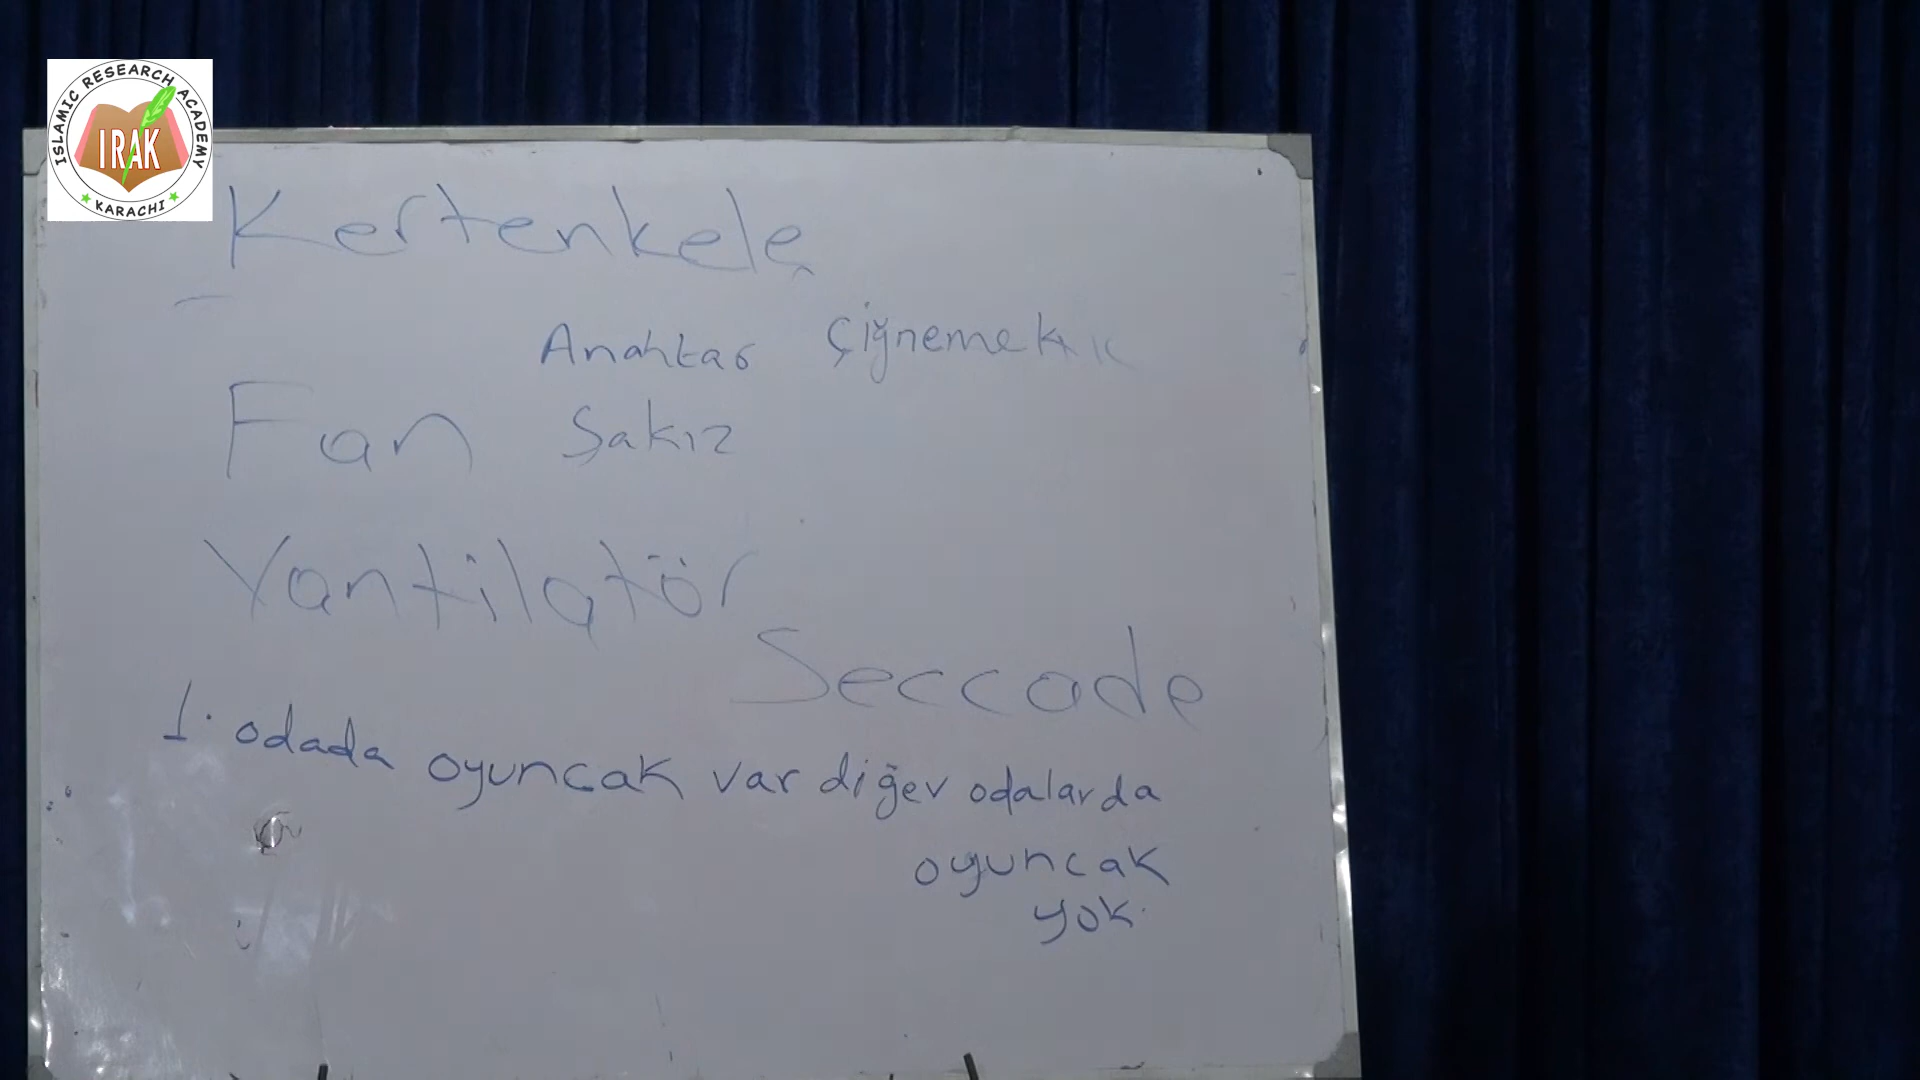 ISLAMIC RESEARCH ACADEMY
IRAK
KARACHI
Kertenkele
Anahtar Çiğnemek
Fan Sakız
Vantilatör
Seccade
1. odada oyuncak var diğer odalarda
oyuncak
yok.